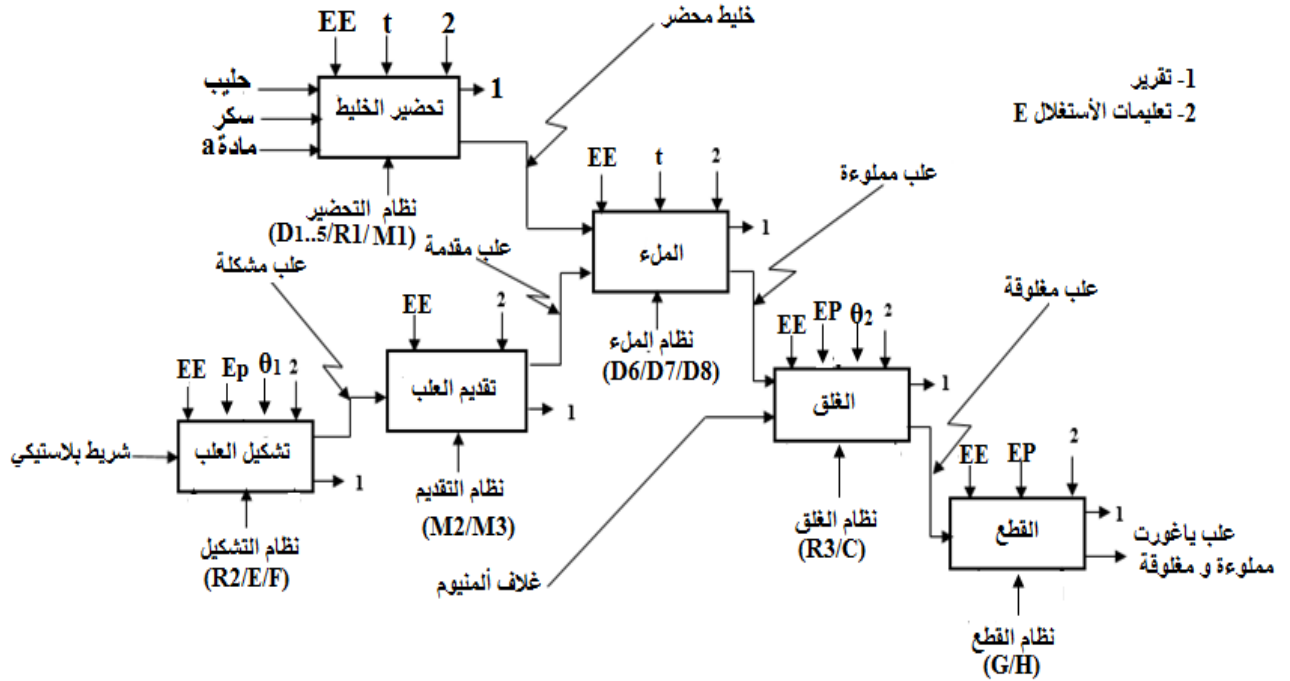 خليط محضر
EE t 2
حليب
سكر
مادة a
تحضير الخليط
1
نظام التحضير
(D1..5/R1/M1)
1- تقرير
2- تعليمات الأستغلال E
علب مملوءة
EE t 2
الملء
1
نظام الملء
(D6/D7/D8)
علب مقدمة
علب مشكلة
EE 2
تقديم العلب
1
نظام التقديم
(M2/M3)
علب مغلوقة
EE EP θ2 2
الغلق
1
نظام الغلق
(R3/C)
EE Ep θ1 2
شريط بلاستيكي
تشكيل العلب
1
نظام التشكيل
(R2/E/F)
غلاف ألمنيوم
EE EP 2
القطع
1
علب ياغورت
مملوءة و مغلوقة
نظام القطع
(G/H)